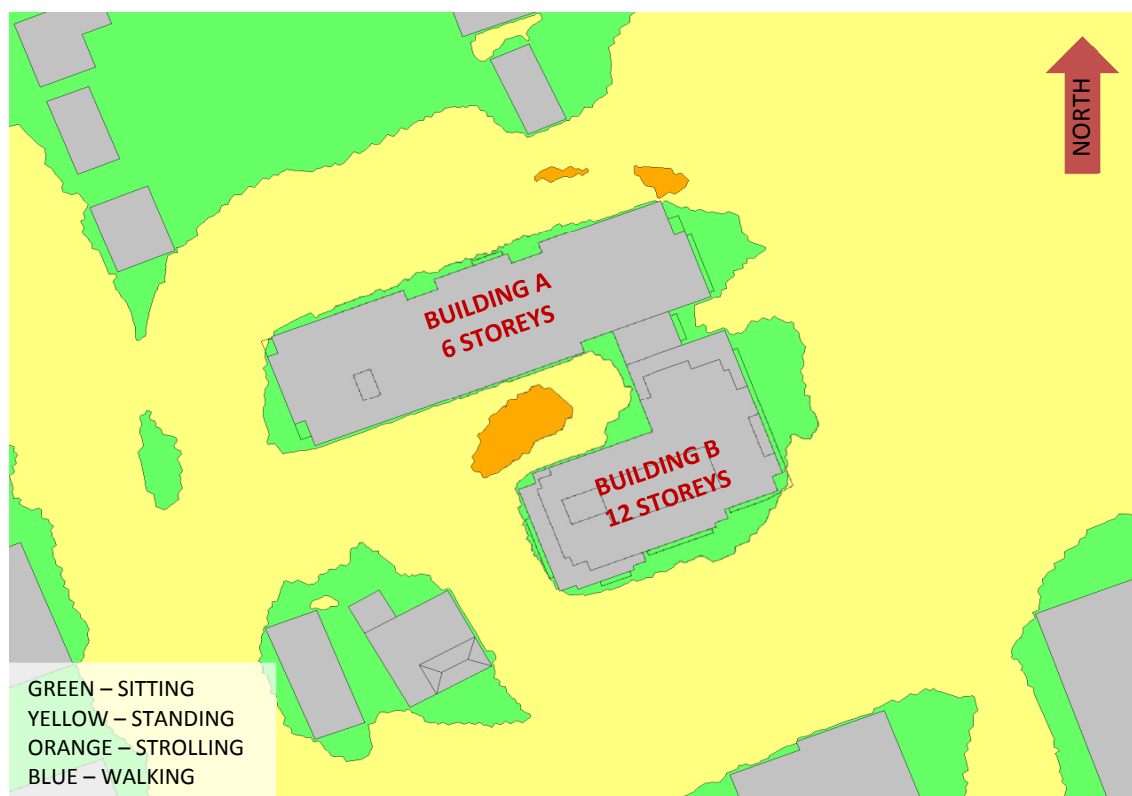 NORTH
BUILDING A
6 STOREYS
BUILDING B
12 STOREYS
GREEN – SITTING
YELLOW – STANDING
ORANGE – STROLLING
BLUE – WALKING